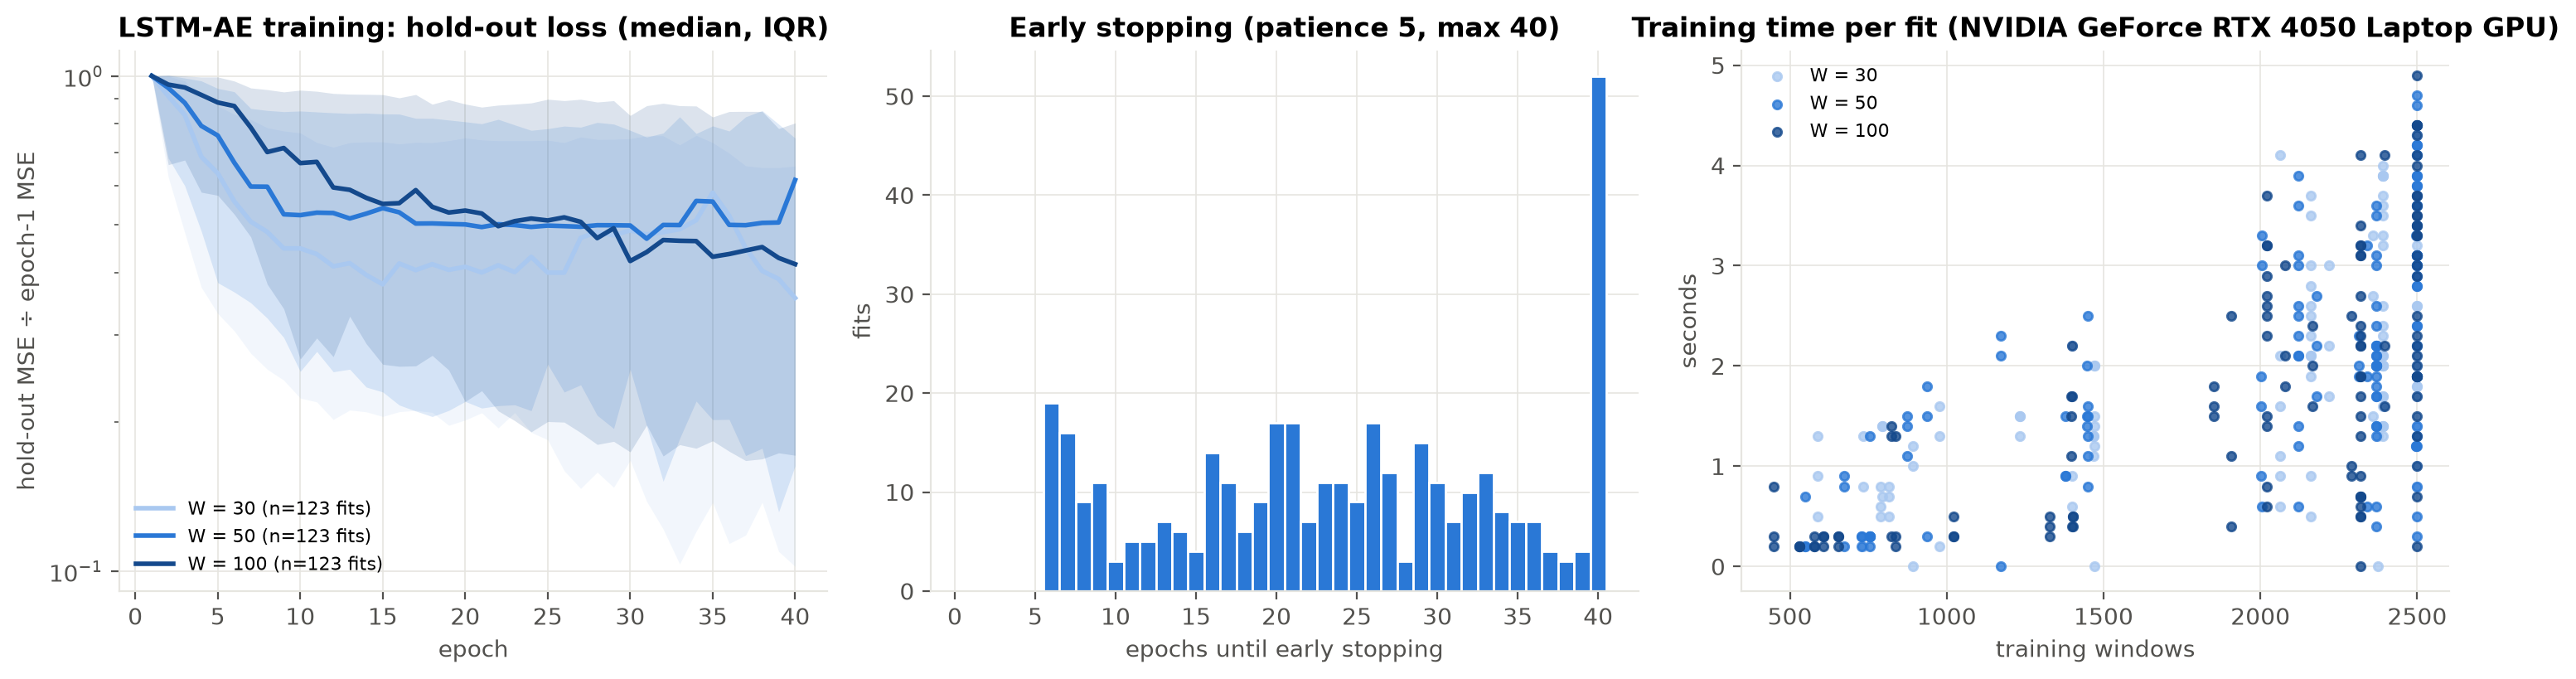 LSTM-AE training: hold-out loss (median, IQR)
hold-out MSE ÷ epoch-1 MSE
10⁰
10⁻¹
W = 30 (n=123 fits)
W = 50 (n=123 fits)
W = 100 (n=123 fits)
0 5 10 15 20 25 30 35 40
epoch
Early stopping (patience 5, max 40)
fits
50
40
30
20
10
0
0 5 10 15 20 25 30 35 40
epochs until early stopping
Training time per fit (NVIDIA GeForce RTX 4050 Laptop GPU)
seconds
5
4
3
2
1
0
W = 30
W = 50
W = 100
500 1000 1500 2000 2500
training windows